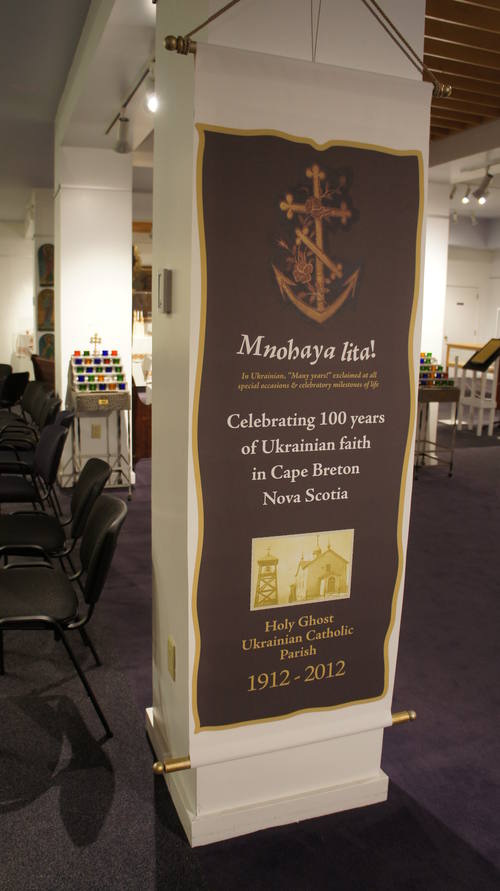 Mnohaya lita!
In Ukrainian, "Many years!" exclaimed at all
special occasions & celebratory milestones of life
Celebrating 100 years
of Ukrainian faith
in Cape Breton
Nova Scotia
Holy Ghost
Ukrainian Catholic
Parish
1912 - 2012